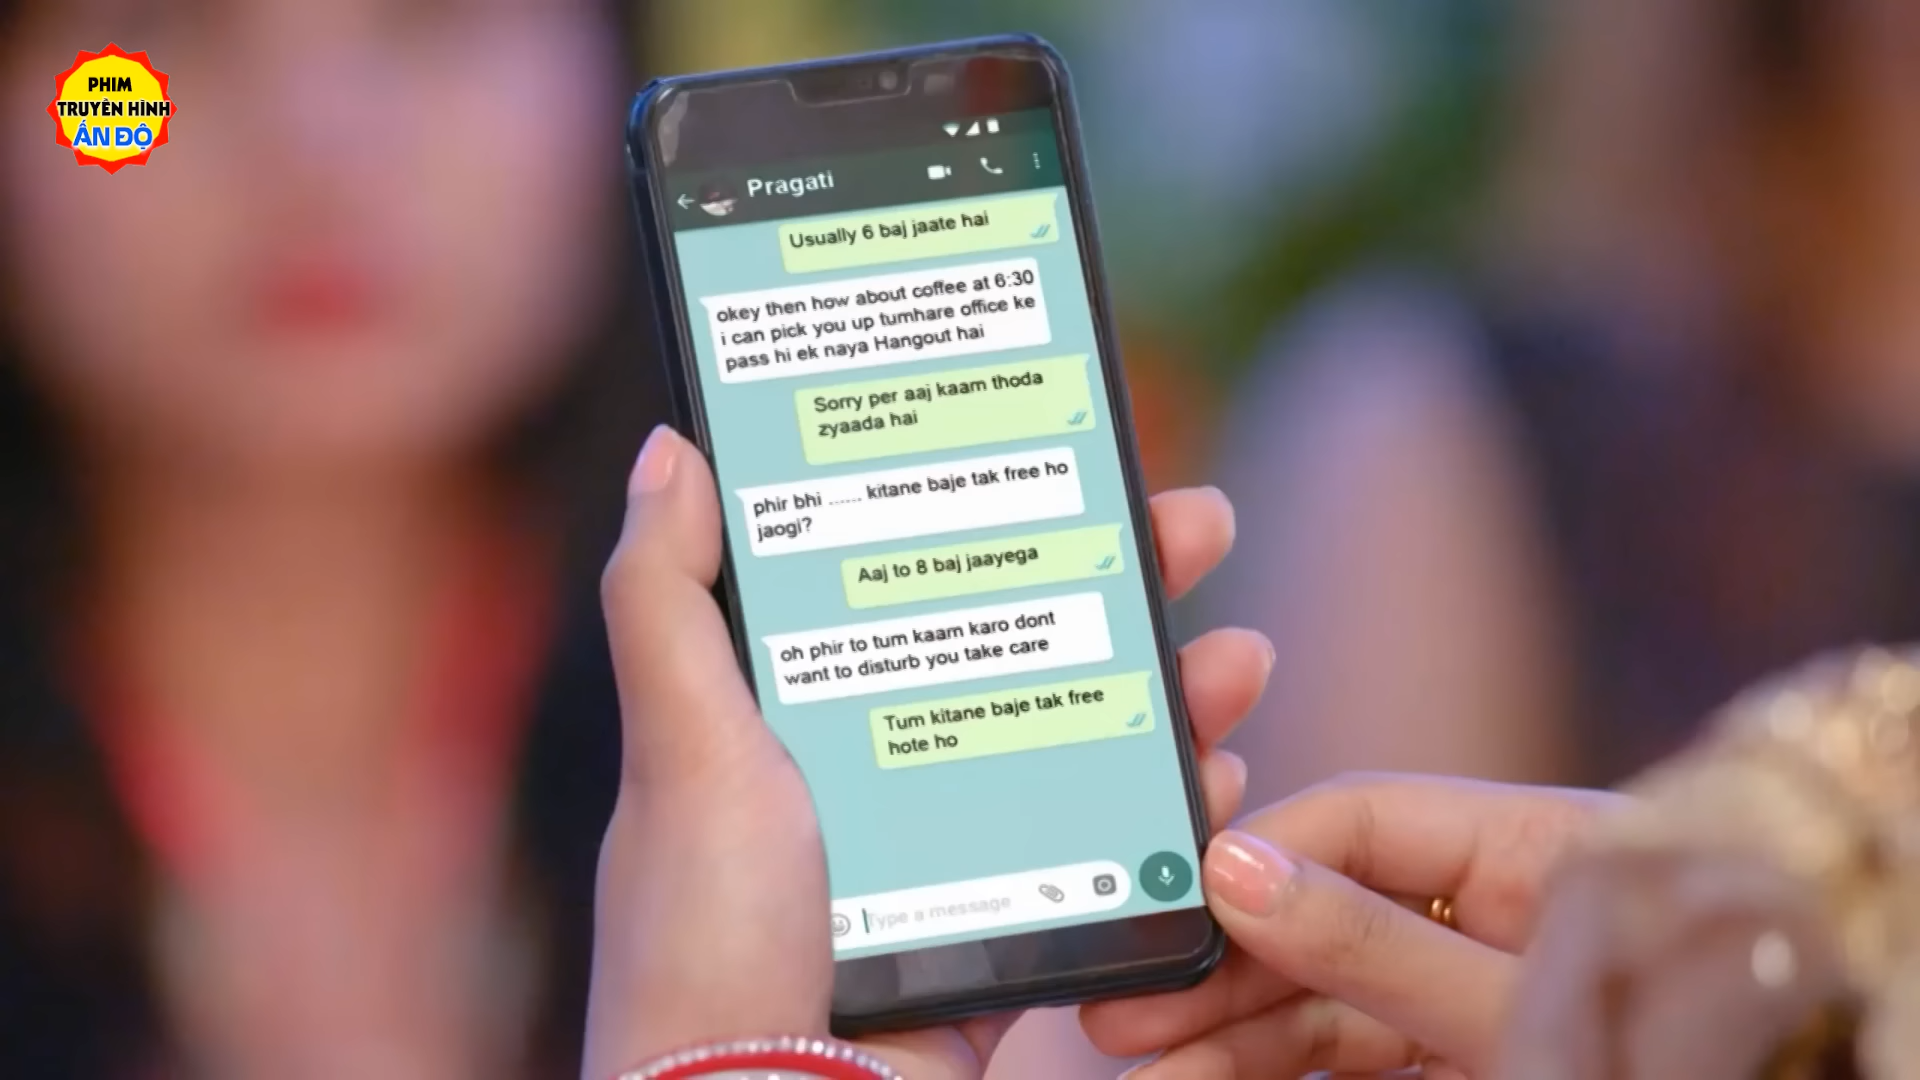 PHIM
TRUYỀN HÌNH
ẤN ĐỘ
Pragati
Usually 6 baj jaate hai
okey then how about coffee at 6:30
i can pick you up tumhare office ke
pass hi ek naya Hangout hai
Sorry per aaj kaam thoda
zyaada hai
phir bhi ...... kitane baje tak free ho
jaogi?
Aaj to 8 baj jaayega
oh phir to tum kaam karo dont
want to disturb you take care
Tum kitane baje tak free
hote ho
Type a message